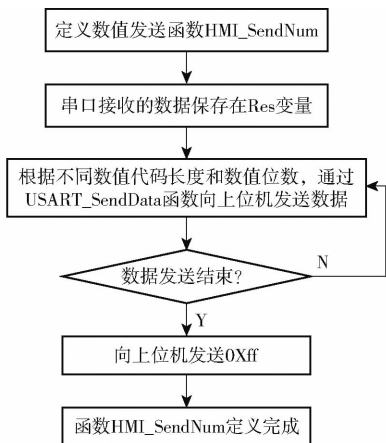 定义数值发送函数HMI_SendNum
串口接收的数据保存在Res变量
根据不同数值代码长度和数值位数，通过
USART_SendData函数向上位机发送数据
数据发送结束?
N
Y
向上位机发送0Xff
函数HMI_SendNum定义完成